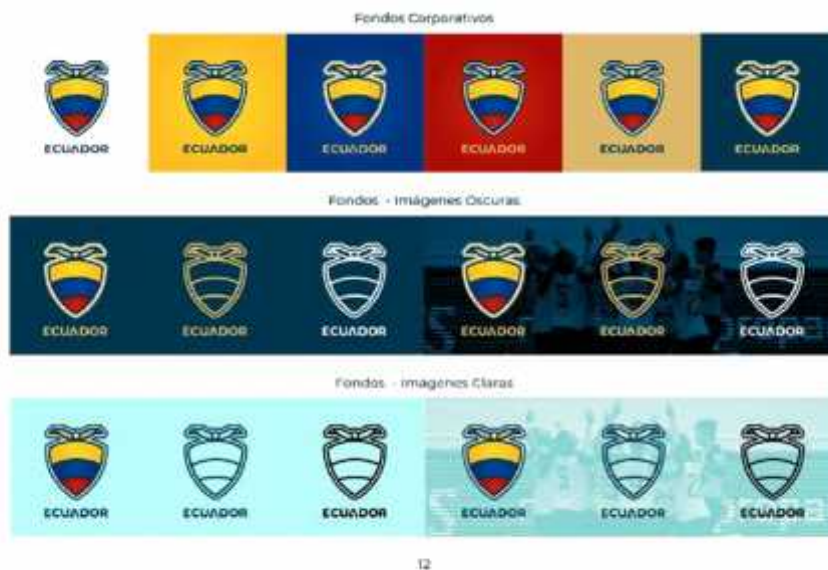 Fondos Corporativos
ECUADOR ECUADOR ECUADOR ECUADOR ECUADOR ECUADOR
Fondos - Imágenes Oscuras
ECUADOR ECUADOR ECUADOR ECUADOR ECUADOR ECUADOR
Fondos - Imagenes Claras
ECUADOR ECUADOR ECUADOR ECUADOR ECUADOR ECUADOR
12